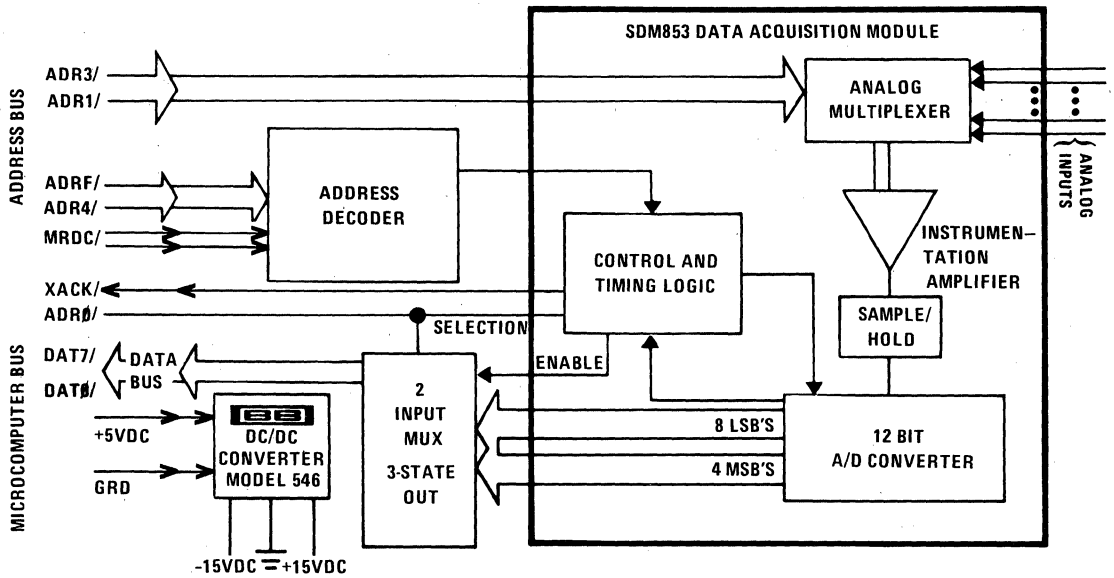 SDM853 DATA ACQUISITION MODULE
ADDRESS BUS
ADR3/
ADR1/
ANALOG
MULTIPLEXER
ANALOG
INPUTS
ADRF/
ADR4/
MRDC/
ADDRESS
DECODER
INSTRUMEN–
TATION
AMPLIFIER
CONTROL AND
TIMING LOGIC
XACK/
ADRØ/
SELECTION
SAMPLE/
HOLD
MICROCOMPUTER BUS
DAT7/
DATØ/
DATA
BUS
ENABLE
2
INPUT
MUX
3-STATE
OUT
8 LSB'S
4 MSB'S
12 BIT
A/D CONVERTER
+5VDC
GRD
BB
DC/DC
CONVERTER
MODEL 546
-15VDC
+15VDC